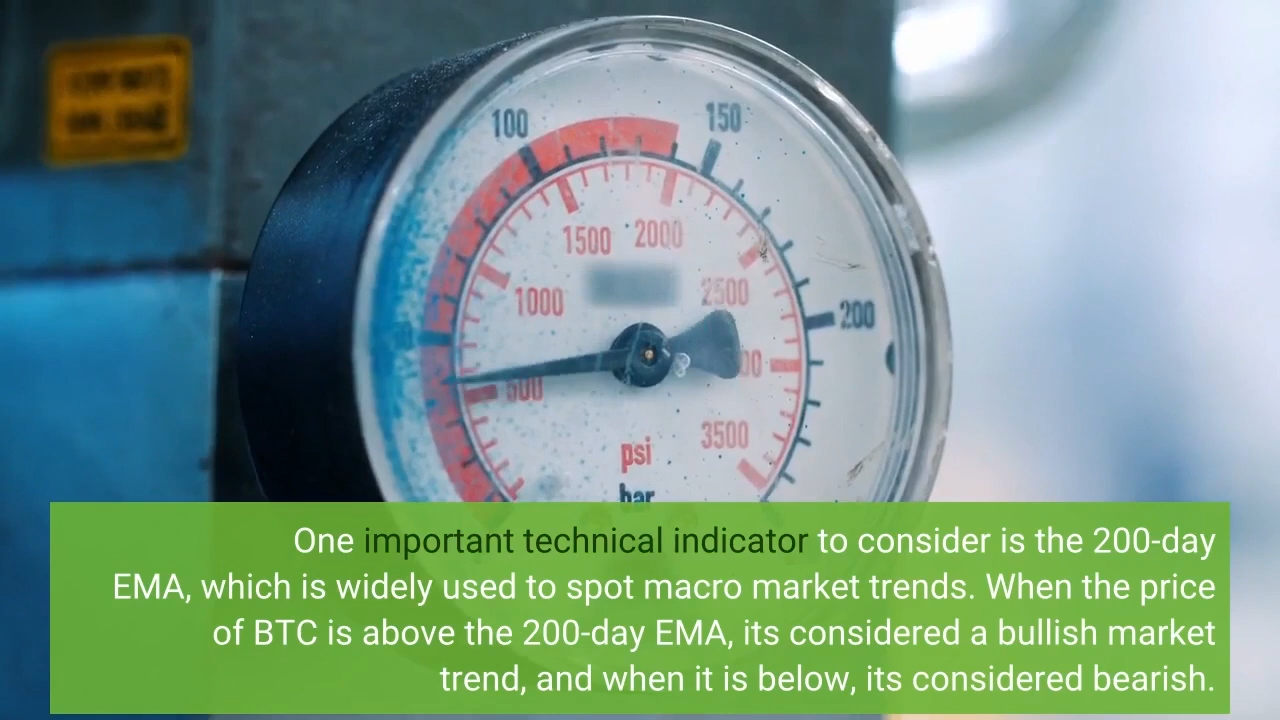 100
150
1500
2000
1000
2500
200
500
3500
psi
bar
One important technical indicator to consider is the 200-day
EMA, which is widely used to spot macro market trends. When the price
of BTC is above the 200-day EMA, its considered a bullish market
trend, and when it is below, its considered bearish.